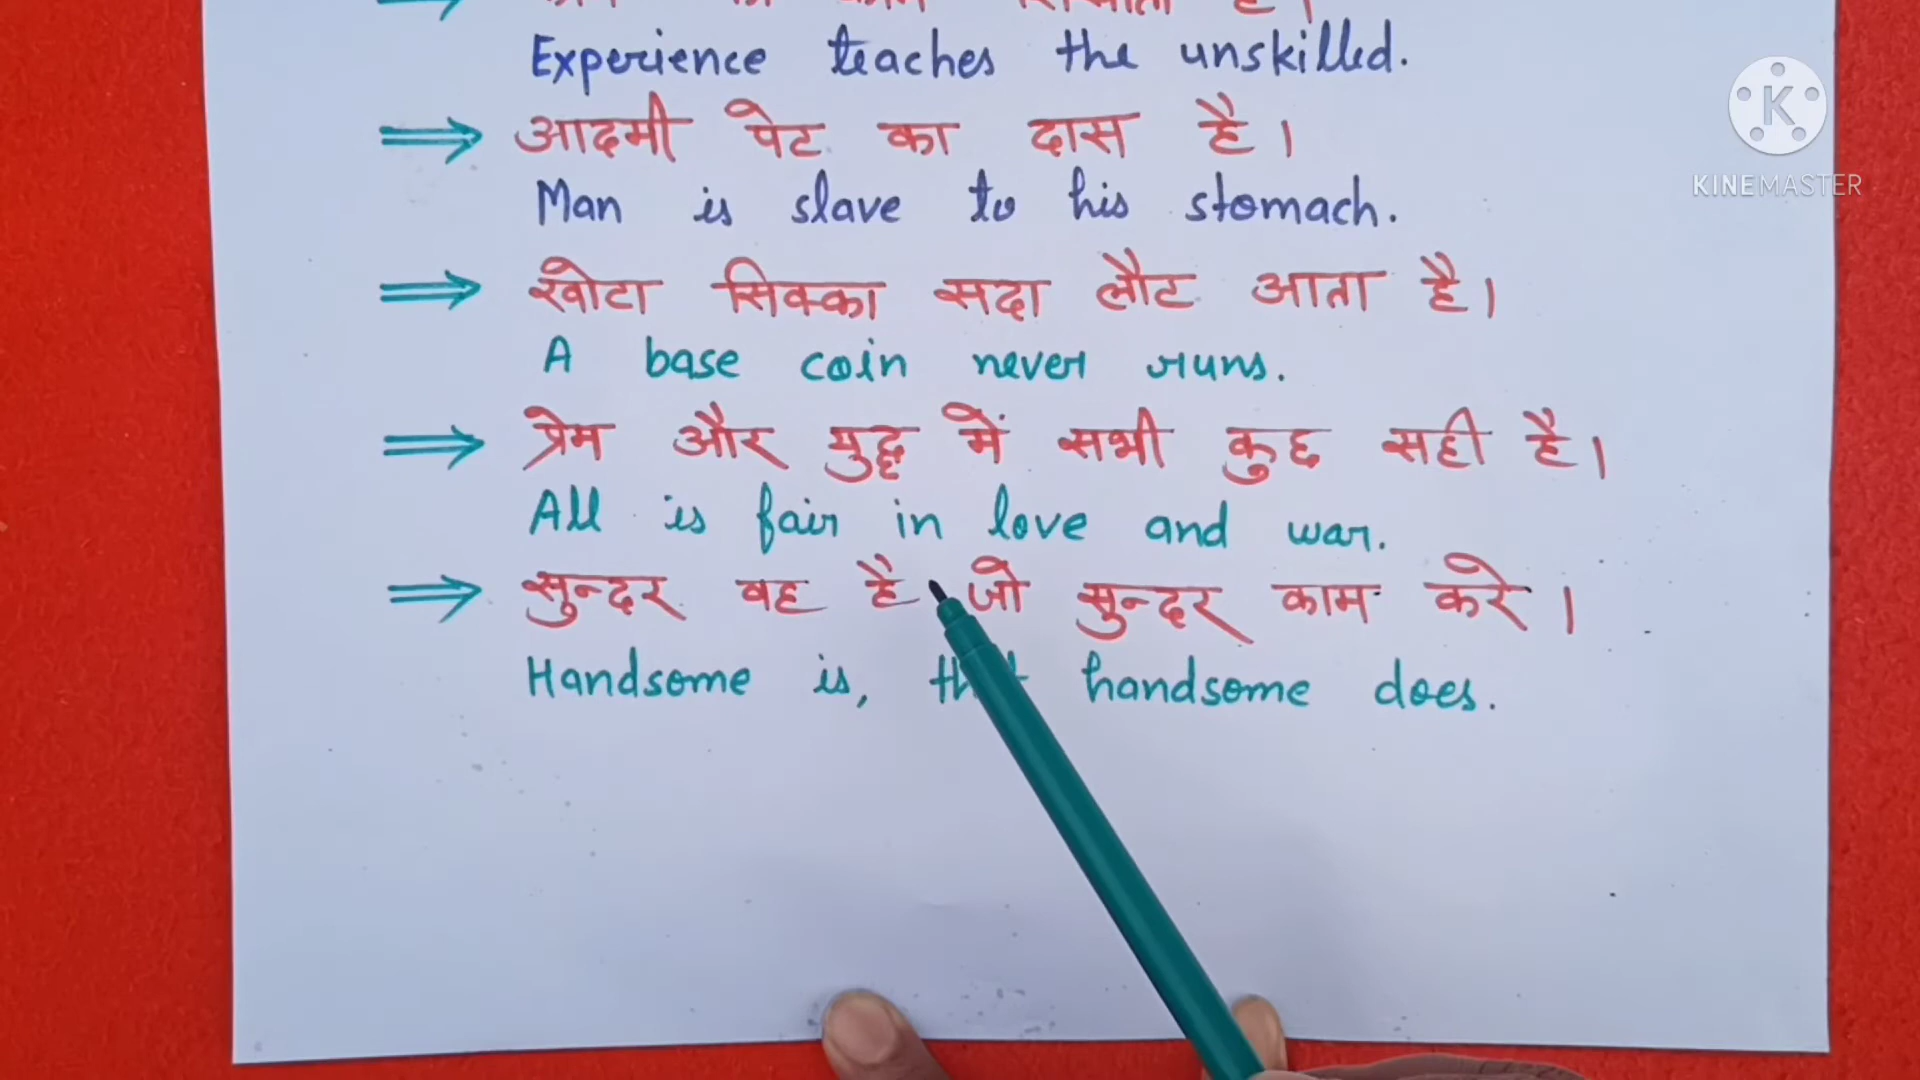 Experience teaches the unskilled.
⇒ आदमी पेट का दास है।
Man is slave to his stomach.
⇒ खोटा सिक्का सदा लौट आता है।
A base coin never runs.
⇒ प्रेम और युद्ध में सभी कुछ सही है।
All is fair in love and war.
⇒ सुन्दर वह है जो सुन्दर काम करे।
Handsome is, that handsome does.
K
KINEMASTER